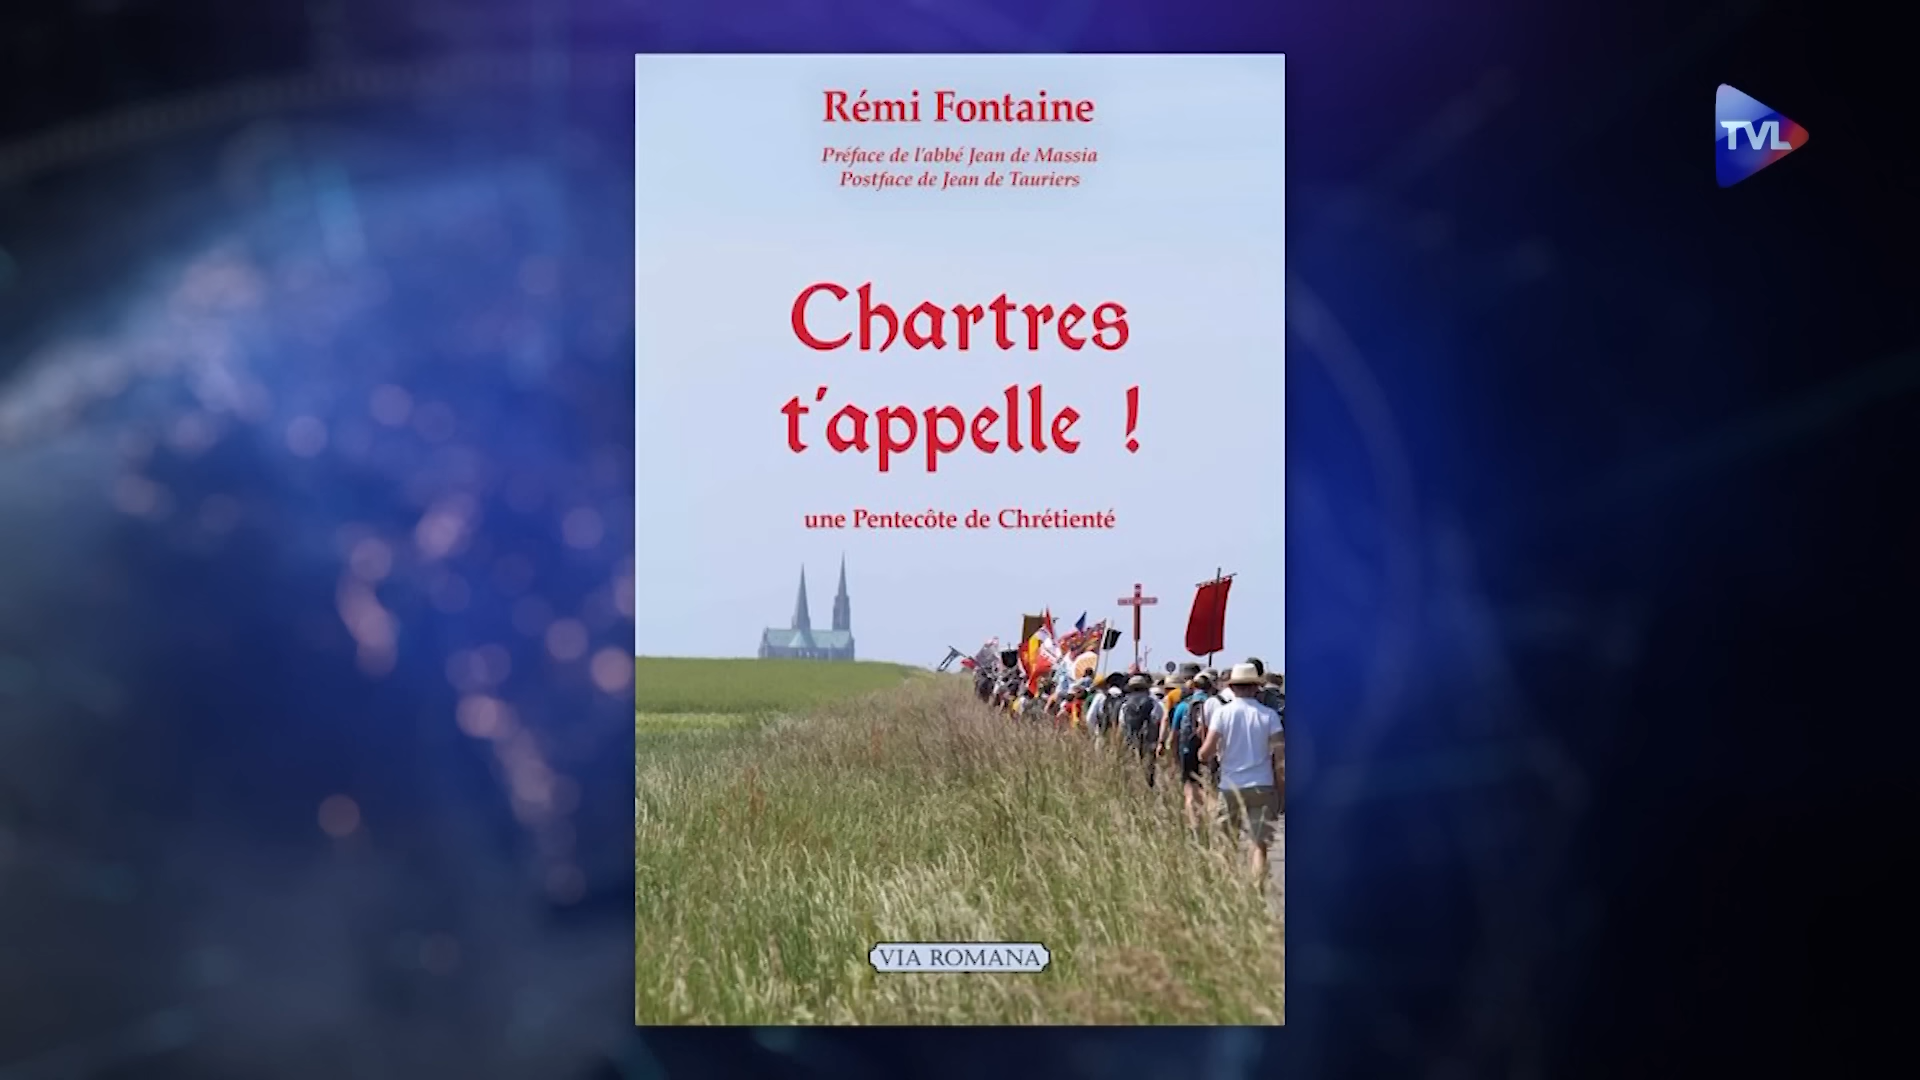 Rémi Fontaine
Préface de l'abbé Jean de Massia
Postface de Jean de Tauriers
TVL
Chartres
t'appelle !
une Pentecôte de Chrétienté
VIA ROMANA